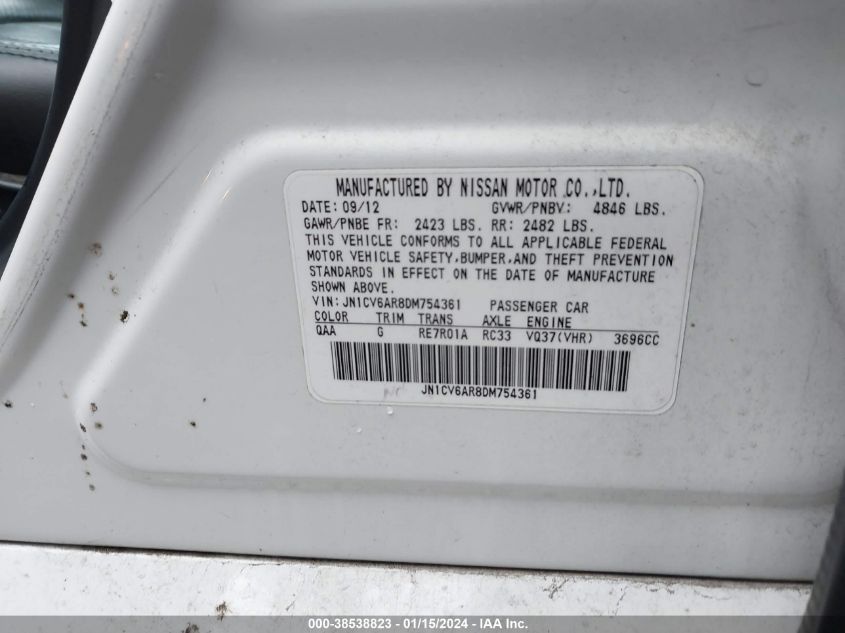 MANUFACTURED BY NISSAN MOTOR CO.,LTD.
DATE: 09/12 GVWR/PNBV: 4846 LBS.
GAWR/PNBE FR: 2423 LBS. RR: 2482 LBS.
THIS VEHICLE CONFORMS TO ALL APPLICABLE FEDERAL
MOTOR VEHICLE SAFETY,BUMPER,AND THEFT PREVENTION
STANDARDS IN EFFECT ON THE DATE OF MANUFACTURE
SHOWN ABOVE.
VIN: JN1CV6AR8DM754361 PASSENGER CAR
COLOR TRIM TRANS AXLE ENGINE
QAA G RE7R01A RC33 VQ37(VHR) 3696CC
JN1CV6AR8DM754361
000-38538823 - 01/15/2024 - IAA Inc.